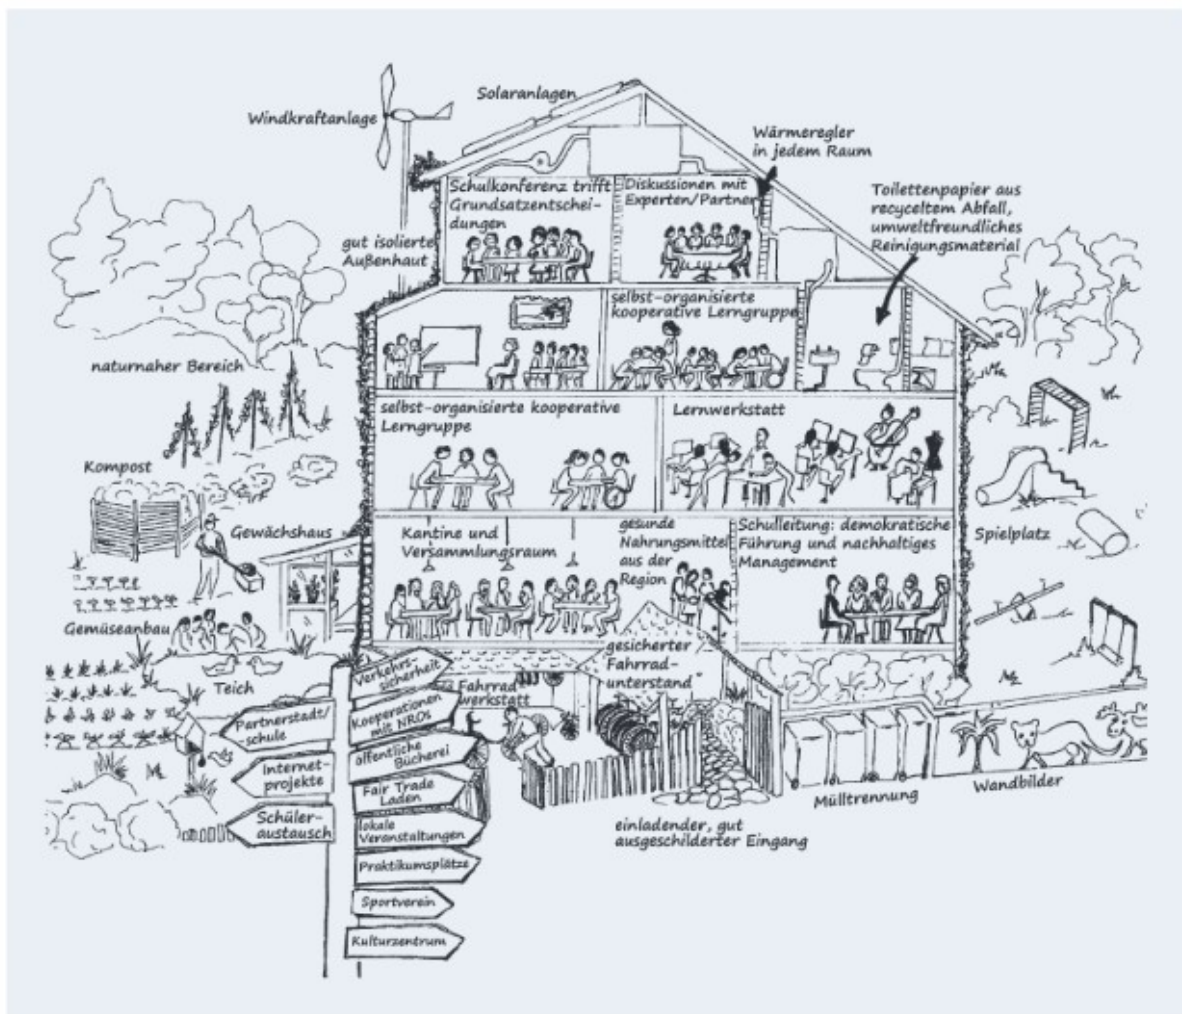 Solaranlagen
Windkraftanlage
Wärmeregler
in jedem Raum
Schulkonferenz trifft
Grundsatzentschei-
dungen
Diskussionen mit
Experten/Partner
Toilettenpapier aus
recyceltem Abfall,
umweltfreundliches
Reinigungsmaterial
gut isolierte
Außenhaut
selbst-organisierte
kooperative Lerngruppe
naturnaher Bereich
selbst-organisierte kooperative
Lerngruppe
Lernwerkstatt
Kompost
Gewächshaus
Kantine und
Versammlungsraum
gesunde
Nahrungsmittel
aus der
Region
Schulleitung: demokratische
Führung und nachhaltiges
Management
Spielplatz
Gemüseanbau
Teich
gesicherter
Fahrrad-
unterstand
Fahrrad
werkstatt
Verkehrs-
sicherheit
Kooperationen
mit NROs
öffentliche
Bücherei
Fair Trade
Laden
lokale
Veranstaltungen
Praktikumsplätze
Sportverein
Kulturzentrum
Partnerstadt/
schule
Internet-
projekte
Schüler-
austausch
einladender, gut
ausgeschilderter Eingang
Mülltrennung
Wandbilder